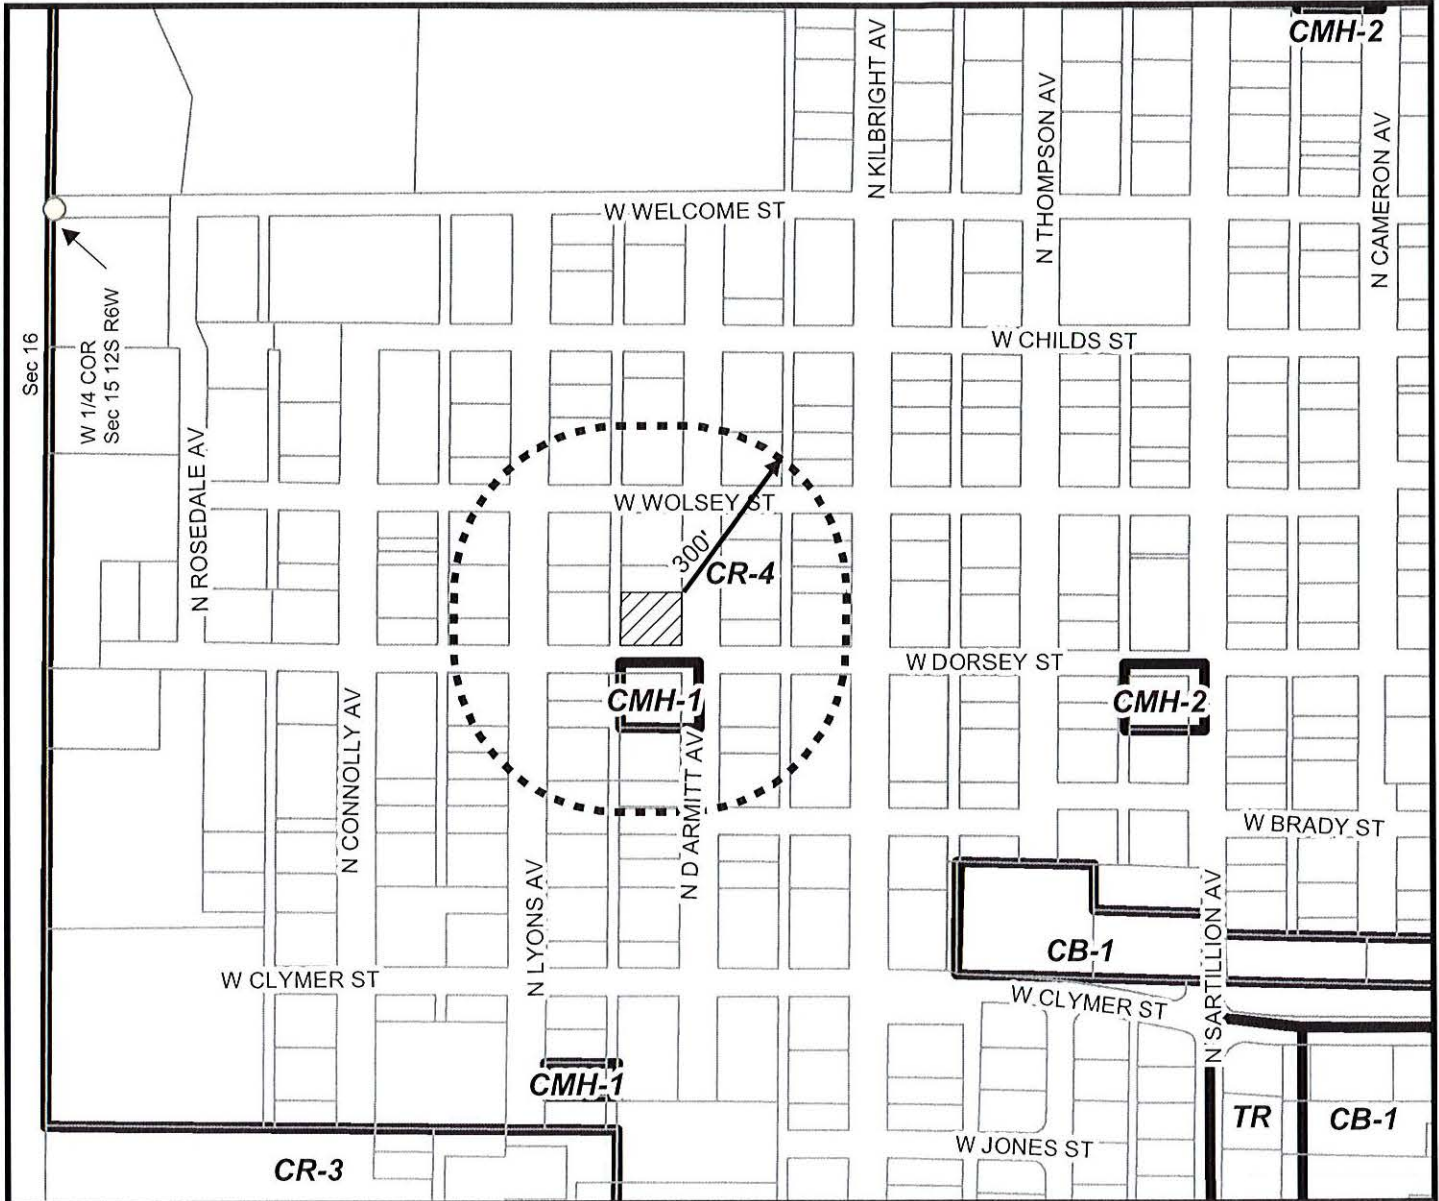 CMH-2
N KILBRIGHT AV
N THOMPSON AV
N CAMERON AV
W WELCOME ST
W CHILDS ST
Sec 16
W 1/4 COR
Sec 15 12S R6W
N ROSEDALE AV
W WOLSEY ST
300'
CR-4
W DORSEY ST
CMH-1
CMH-2
N CONNOLLY AV
N D ARMITT AV
W BRADY ST
N LYONS AV
N SARTILLION AV
CB-1
W CLYMER ST
W CLYMER ST
CMH-1
TR
CB-1
W JONES ST
CR-3